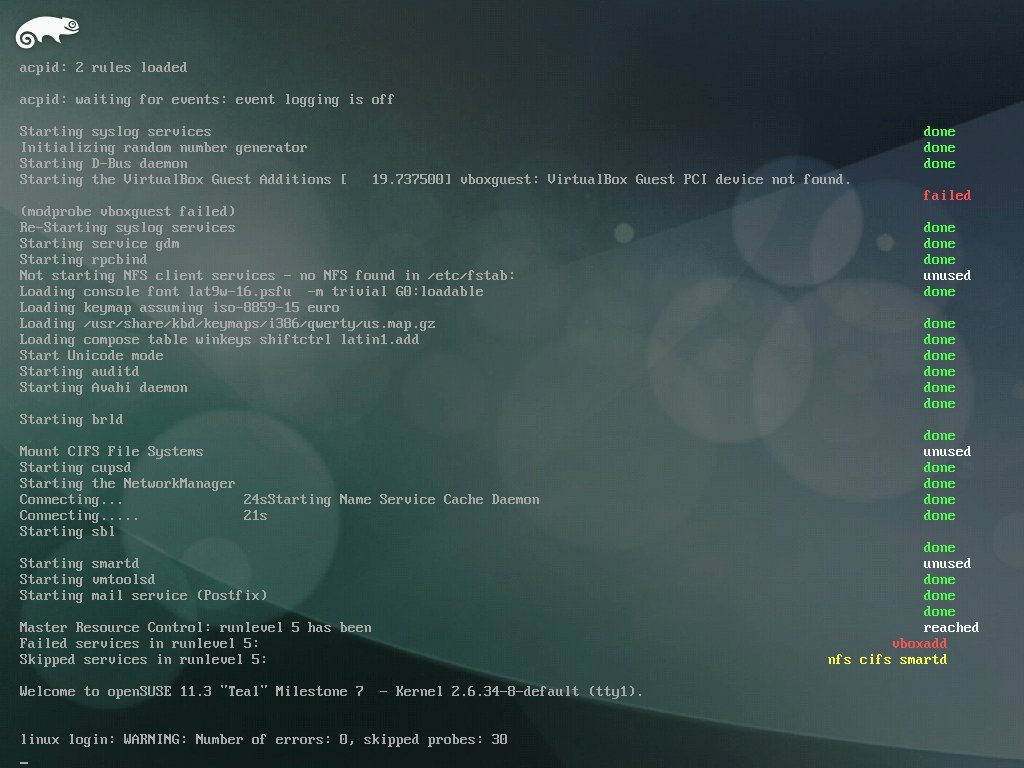 acpid: 2 rules loaded
acpid: waiting for events: event logging is off
Starting syslog services done
Initializing random number generator done
Starting D-Bus daemon done
Starting the VirtualBox Guest Additions [   19.737500] vboxguest: VirtualBox Guest PCI device not found.
failed
(modprobe vboxguest failed)
Re-Starting syslog services done
Starting service gdm done
Starting rpcbind done
Not starting NFS client services - no NFS found in /etc/fstab: unused
Loading console font lat9w-16.psfu  -m trivial G0:loadable done
Loading keymap assuming iso-8859-15 euro
Loading /usr/share/kbd/keymaps/i386/qwerty/us.map.gz done
Loading compose table winkeys shiftctrl latin1.add done
Start Unicode mode done
Starting auditd done
Starting Avahi daemon done
done
Starting brld
done
Mount CIFS File Systems unused
Starting cupsd done
Starting the NetworkManager done
Connecting... 24sStarting Name Service Cache Daemon done
Connecting..... 21s done
Starting sbl
done
Starting smartd unused
Starting vmtoolsd done
Starting mail service (Postfix) done
done
Master Resource Control: runlevel 5 has been reached
Failed services in runlevel 5: vboxadd
Skipped services in runlevel 5: nfs cifs smartd
Welcome to openSUSE 11.3 "Teal" Milestone 7  - Kernel 2.6.34-8-default (tty1).
linux login: WARNING: Number of errors: 0, skipped probes: 30
_